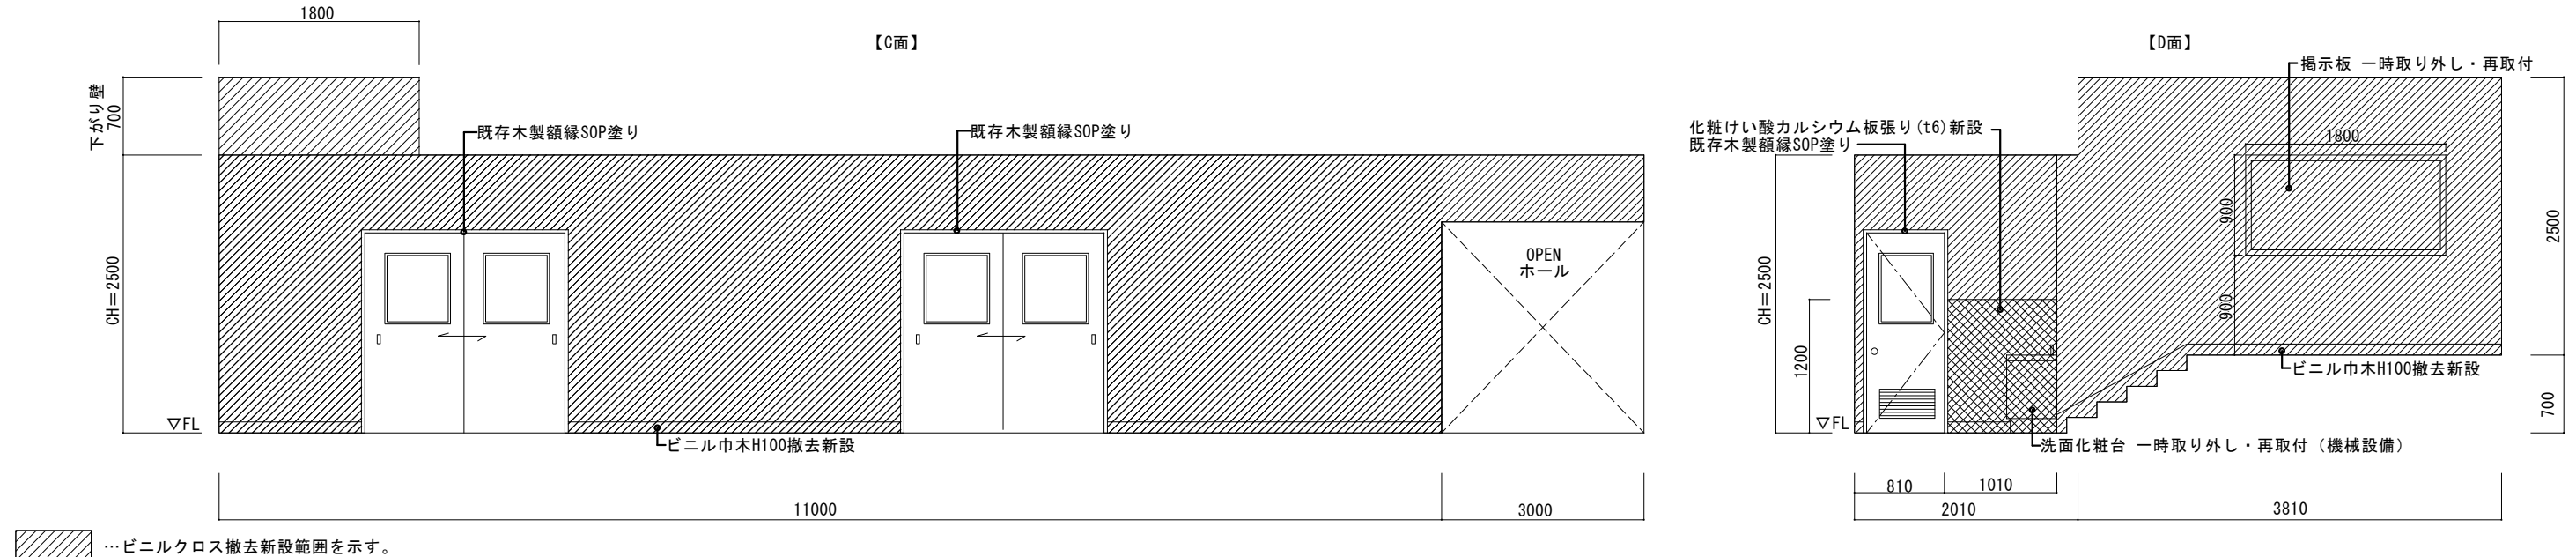 1800
【C面】
下がり壁
700
既存木製額縁SOP塗り
既存木製額縁SOP塗り
CH＝2500
OPEN
ホール
▽FL
ビニル巾木H100撤去新設
11000
3000
…ビニルクロス撤去新設範囲を示す。
【D面】
掲示板 一時取り外し・再取付
化粧けい酸カルシウム板張り(t6)新設
既存木製額縁SOP塗り
1800
900
900
2500
CH＝2500
1200
ビニル巾木H100撤去新設
700
▽FL
洗面化粧台 一時取り外し・再取付（機械設備）
810
1010
2010
3810